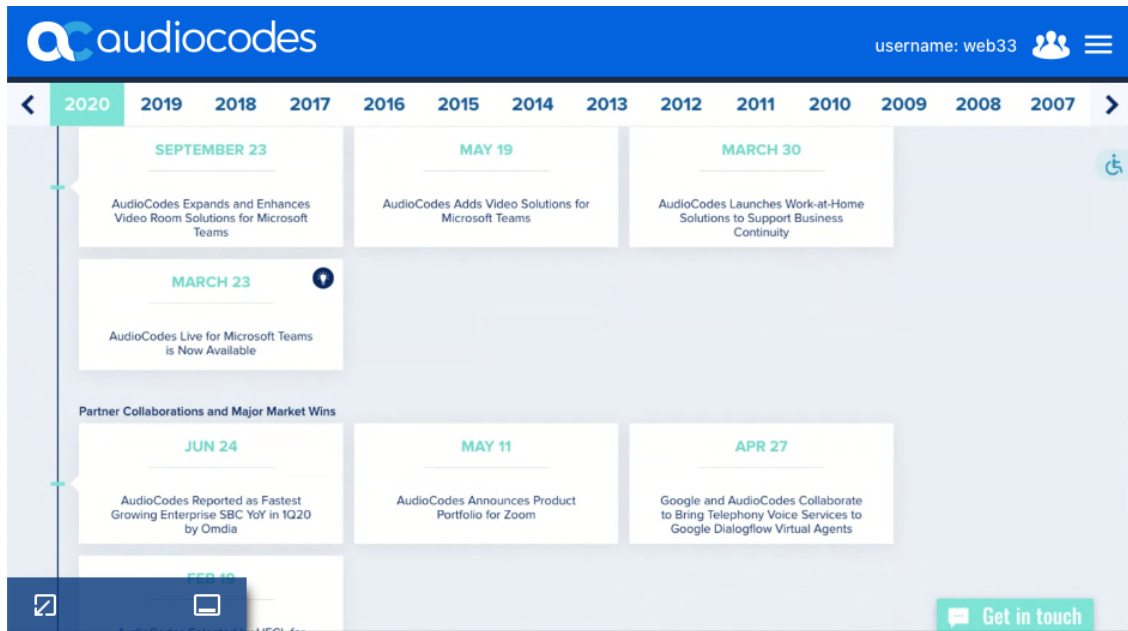 audiocodes
username: web33
2020 2019 2018 2017 2016 2015 2014 2013 2012 2011 2010 2009 2008 2007
SEPTEMBER 23
AudioCodes Expands and Enhances
Video Room Solutions for Microsoft
Teams
MAY 19
AudioCodes Adds Video Solutions for
Microsoft Teams
MARCH 30
AudioCodes Launches Work-at-Home
Solutions to Support Business
Continuity
MARCH 23
AudioCodes Live for Microsoft Teams
is Now Available
Partner Collaborations and Major Market Wins
JUN 24
AudioCodes Reported as Fastest
Growing Enterprise SBC YoY in 1Q20
by Omdia
MAY 11
AudioCodes Announces Product
Portfolio for Zoom
APR 27
Google and AudioCodes Collaborate
to Bring Telephony Voice Services to
Google Dialogflow Virtual Agents
FEB 19
Get in touch